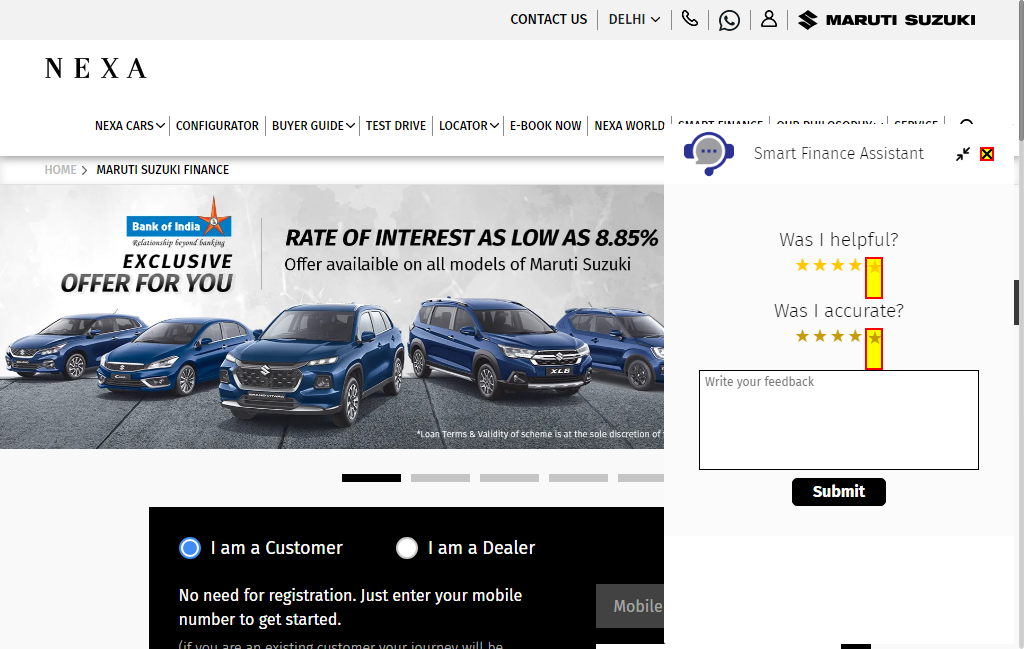 CONTACT US
DELHI
MARUTI SUZUKI
NEXA
NEXA CARS
CONFIGURATOR
BUYER GUIDE
TEST DRIVE
LOCATOR
E-BOOK NOW
NEXA WORLD
SMART FINANCE
OUR PHILOSOPHY
SERVICE
HOME
MARUTI SUZUKI FINANCE
Smart Finance Assistant
Bank of India
Relationship beyond banking
EXCLUSIVE
OFFER FOR YOU
RATE OF INTEREST AS LOW AS 8.85%
Offer availaible on all models of Maruti Suzuki
XL6
*Loan Terms & Validity of scheme is at the sole discretion of
Was I helpful?
Was I accurate?
Write your feedback
Submit
I am a Customer
I am a Dealer
No need for registration. Just enter your mobile
number to get started.
(if you are an existing customer your journey will be
Mobile